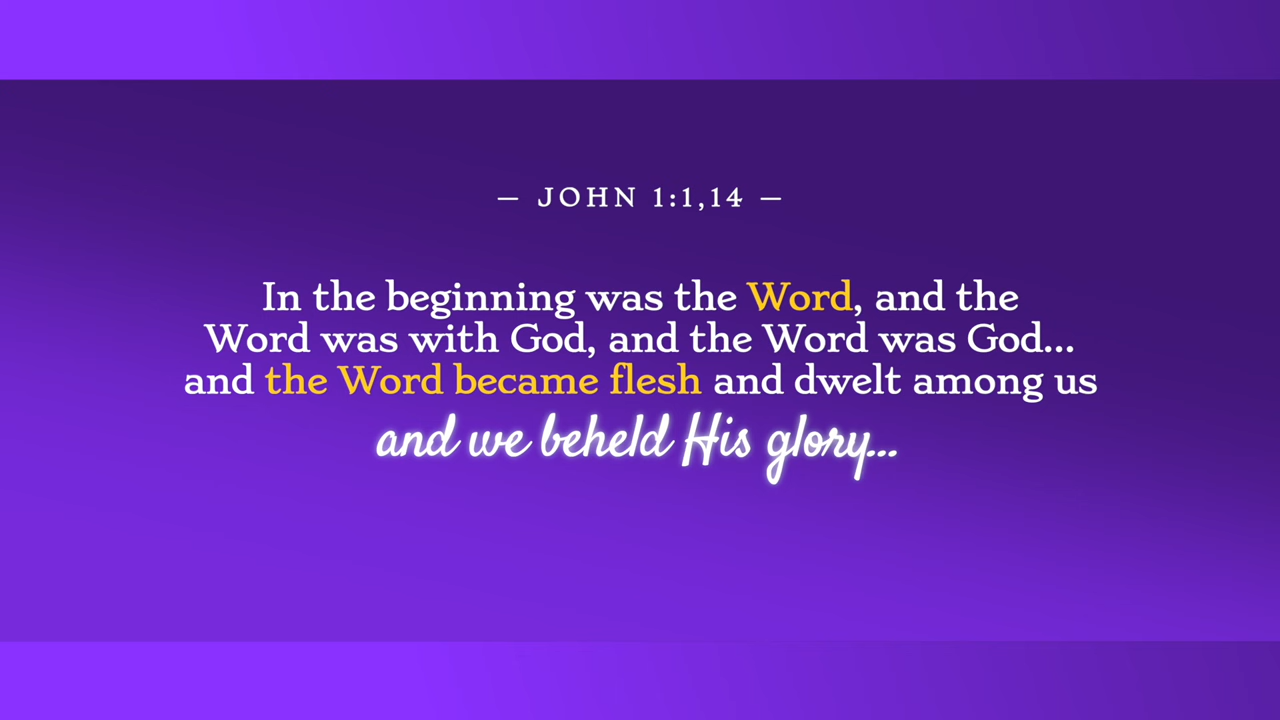 — JOHN 1:1,14 —
In the beginning was the Word, and the
Word was with God, and the Word was God...
and the Word became flesh and dwelt among us
and we beheld His glory...